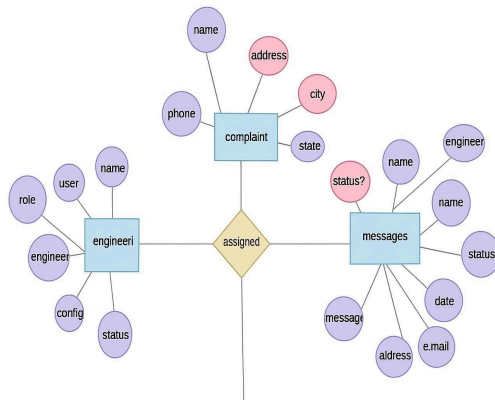 name
address
city
phone
complaint
state
engineer
name
status?
name
user
name
role
engineeri
assigned
messages
engineer
status
date
config
message
status
e.mail
aldress